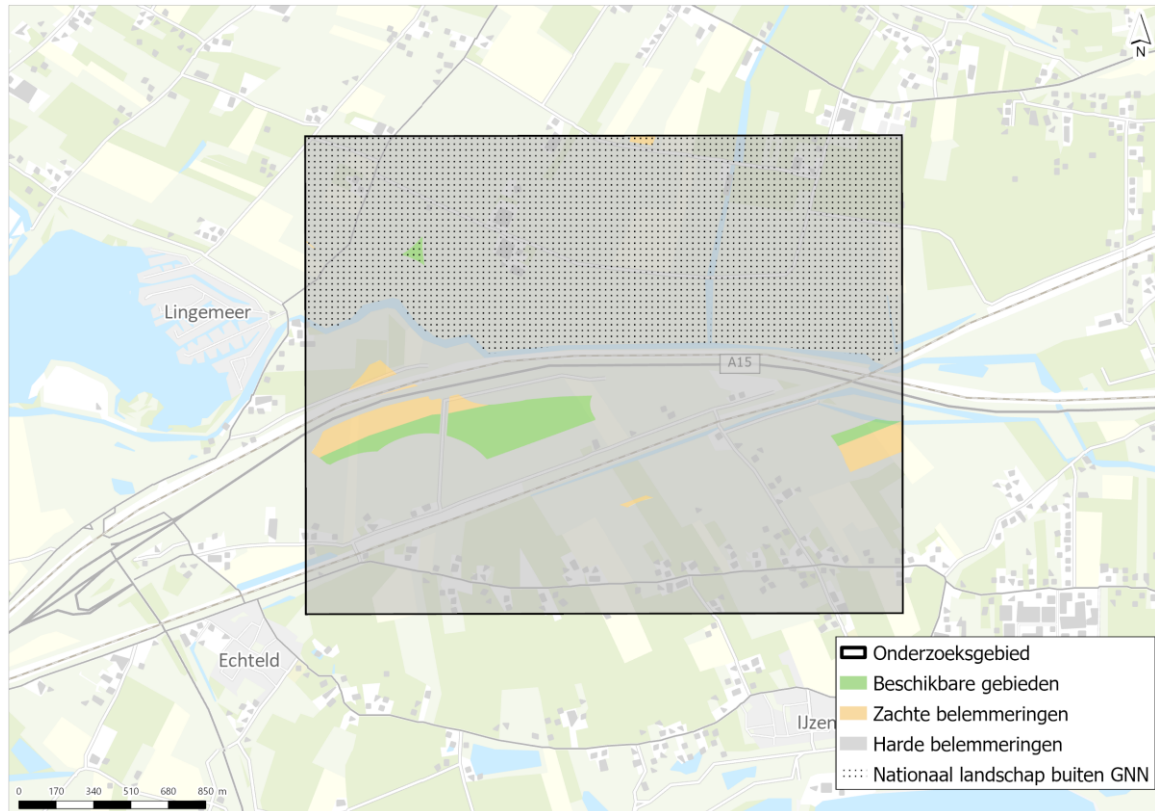 N
Lingemeer
A15
Echteld
IJzen
Onderzoeksgebied
Beschikbare gebieden
Zachte belemmeringen
Harde belemmeringen
Nationaal landschap buiten GNN
0 170 340 510 680 850 m